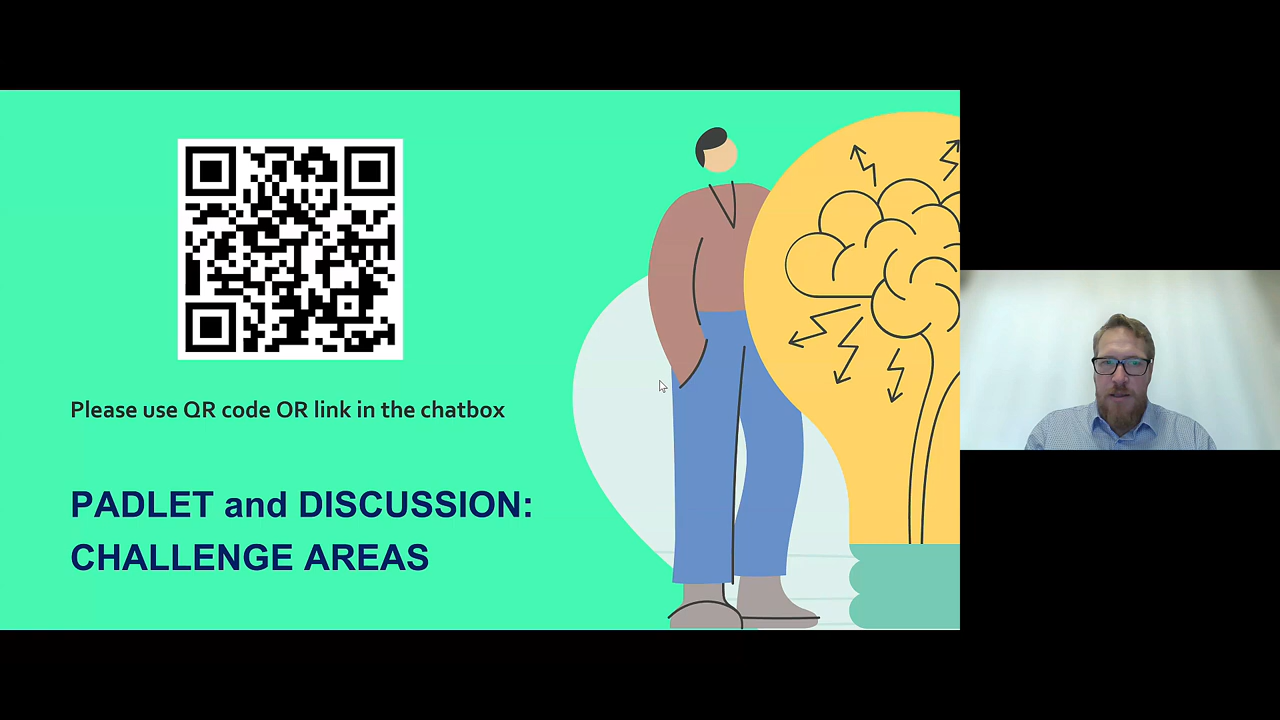 Please use QR code OR link in the chatbox
PADLET and DISCUSSION:
CHALLENGE AREAS